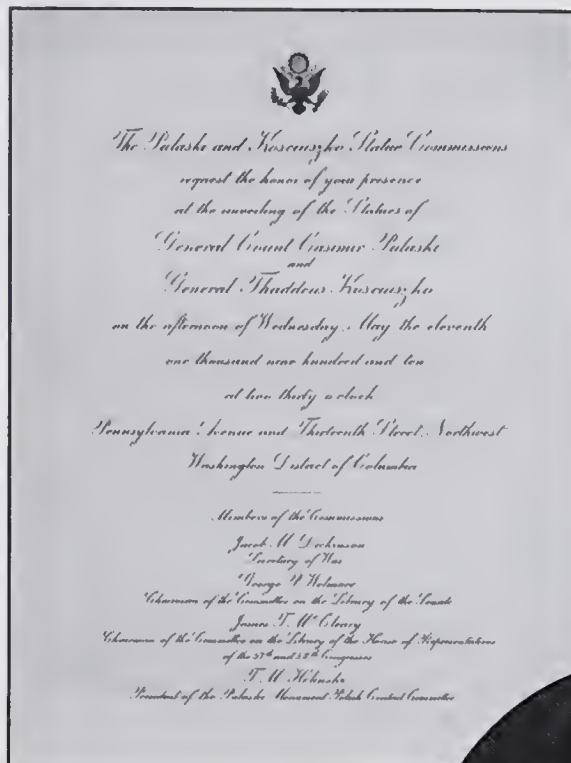 The Pulaski and Kosciuszko Statue Commissions
request the honor of your presence
at the unveiling of the Statues of
General Count Casimir Pulaski
and
General Thaddeus Kosciuszko
on the afternoon of Wednesday, May the eleventh
one thousand nine hundred and ten
at two thirty o'clock
Pennsylvania Avenue and Thirteenth Street, Northwest
Washington District of Columbia
Members of the Commissions
Jacob M Dickinson
Secretary of War
George P Wetmore
Chairman of the Committee on the Library of the Senate
James T. McCleary
Chairman of the Committee on the Library of the House of Representatives
of the 57th and 58th Congresses
T. M. Helinski
President of the Pulaski Monument Polish Central Committee